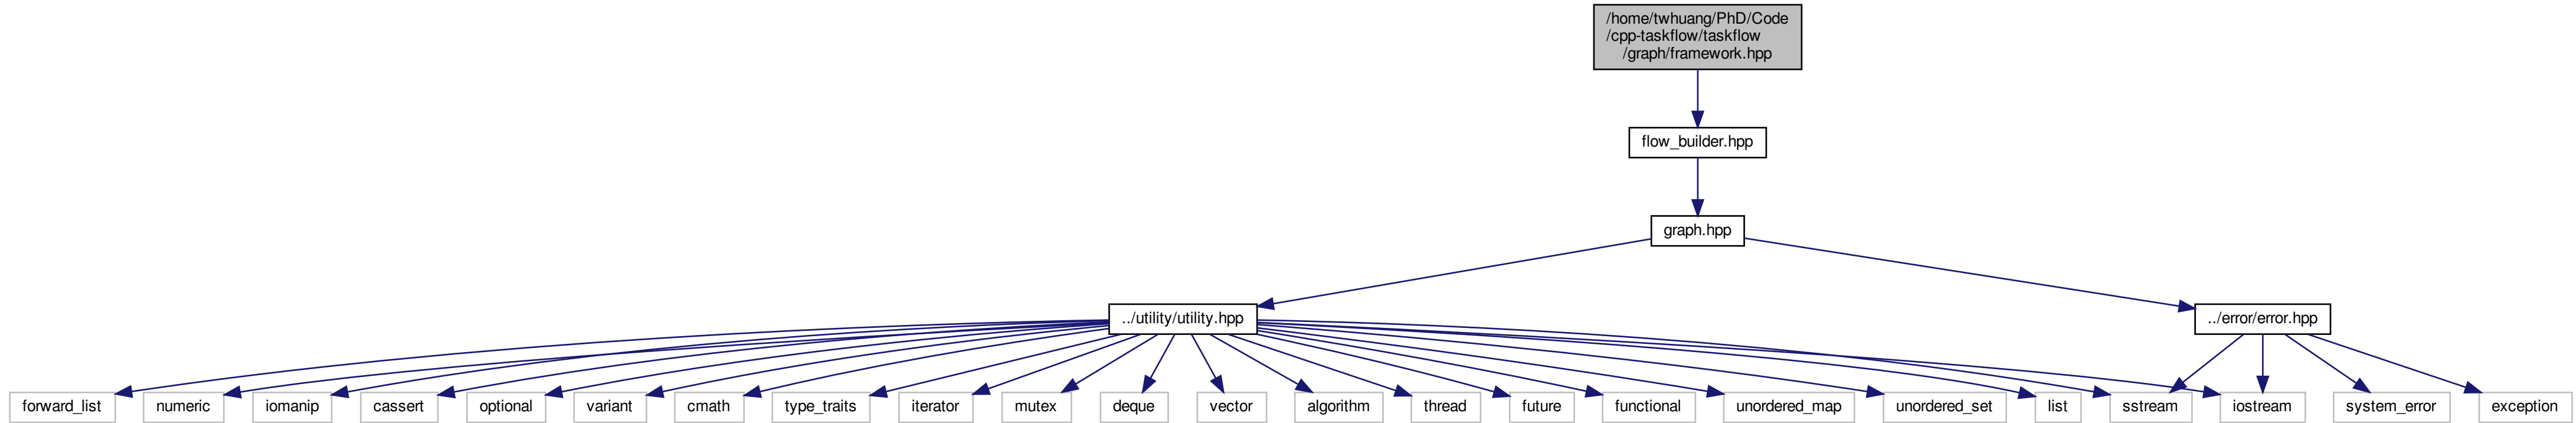 /home/twhuang/PhD/Code
/cpp-taskflow/taskflow
/graph/framework.hpp
flow_builder.hpp
graph.hpp
../utility/utility.hpp
../error/error.hpp
forward_list
numeric
iomanip
cassert
optional
variant
cmath
type_traits
iterator
mutex
deque
vector
algorithm
thread
future
functional
unordered_map
unordered_set
list
sstream
iostream
system_error
exception